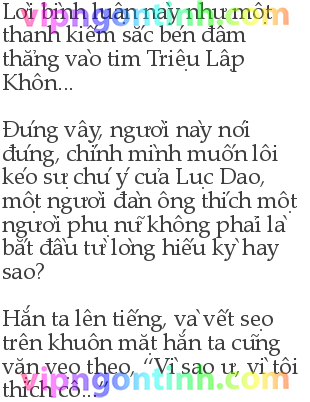 Lời bình luận này như một
thanh kiếm sắc bén đâm
thẳng vào tim Triệu Lập
Khôn...
Đúng vậy, người này nói
đúng, chính mình muốn lôi
kéo sự chú ý của Lục Dao,
một người đàn ông thích một
người phụ nữ không phải là
bắt đầu từ lòng hiếu kỳ hay
sao?
Hắn ta lên tiếng, và vết sẹo
trên khuôn mặt hắn ta cũng
vặn vẹo theo, “Vì sao ư, vì tôi
thích cô...”
vipngontinh.com
vipngontinh.com